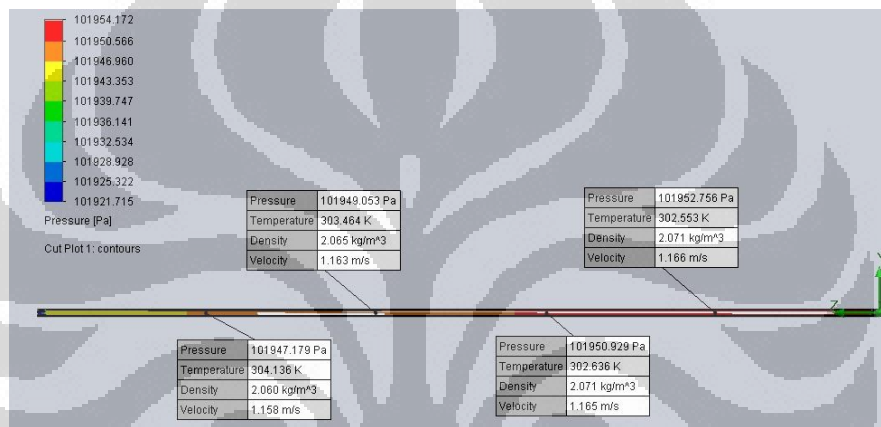 101954.172
101950.566
101946.960
101943.353
101939.747
101936.141
101932.534
101928.928
101925.322
101921.715
Pressure [Pa]
Cut Plot 1: contours
Pressure 101949.053 Pa
Temperature 303.464 K
Density 2.065 kg/m^3
Velocity 1.163 m/s
Pressure 101952.756 Pa
Temperature 302.553 K
Density 2.071 kg/m^3
Velocity 1.166 m/s
Y
Z
Pressure 101947.179 Pa
Temperature 304.136 K
Density 2.060 kg/m^3
Velocity 1.158 m/s
Pressure 101950.929 Pa
Temperature 302.636 K
Density 2.071 kg/m^3
Velocity 1.165 m/s